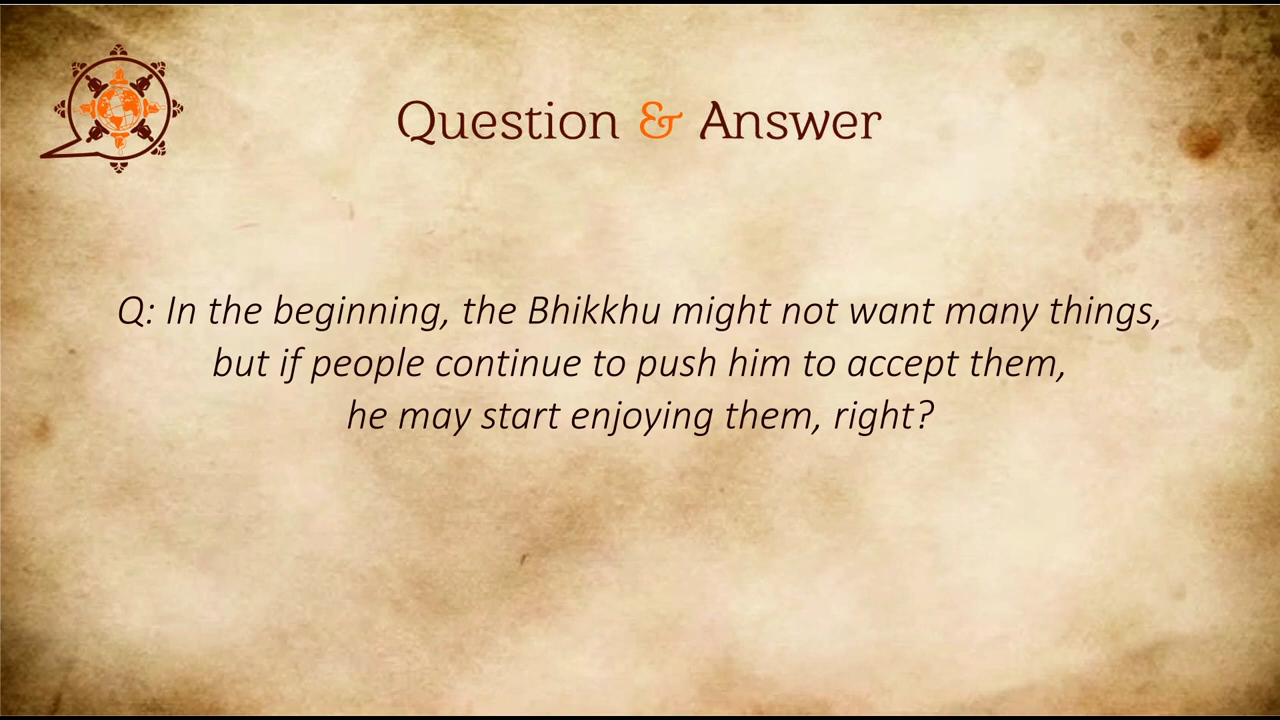 Question & Answer
Q: In the beginning, the Bhikkhu might not want many things,
but if people continue to push him to accept them,
he may start enjoying them, right?